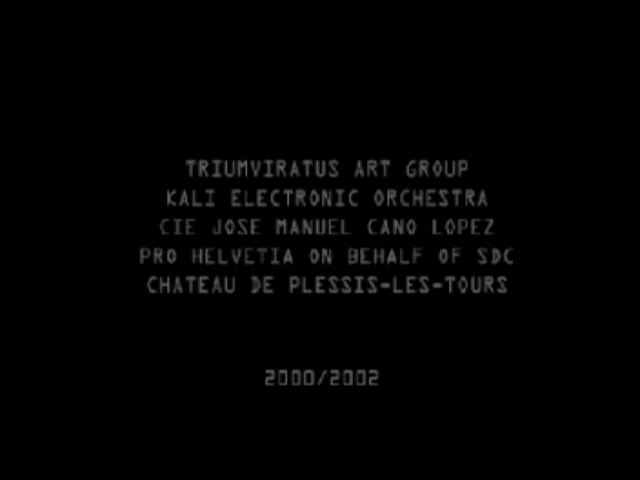 TRIUMVIRATUS ART GROUP
KALI ELECTRONIC ORCHESTRA
CIE JOSE MANUEL CANO LOPEZ
PRO HELVETIA ON BEHALF OF SDC
CHATEAU DE PLESSIS-LES-TOURS
2000/2002